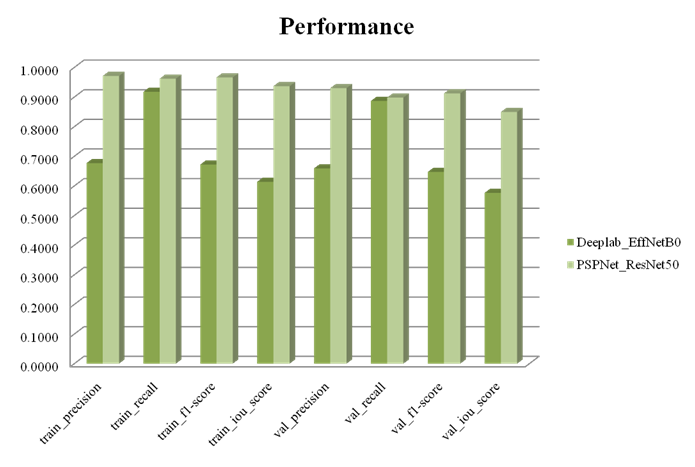 Performance
1.0000
0.9000
0.8000
0.7000
0.6000
0.5000
0.4000
0.3000
0.2000
0.1000
0.0000
train_precision
train_recall
train_f1-score
train_iou_score
val_precision
val_recall
val_f1-score
val_iou_score
Deeplab_EffNetB0
PSPNet_ResNet50